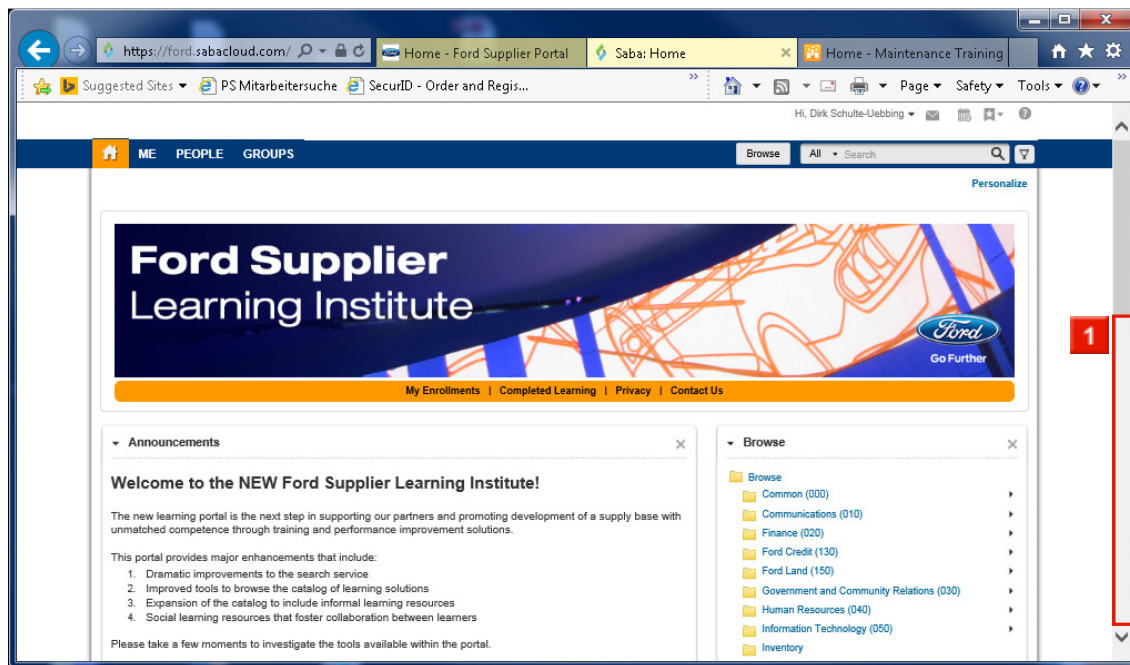 https://ford.sabacloud.com/
Home - Ford Supplier Portal
Saba: Home
Home - Maintenance Training
Suggested Sites
PS Mitarbeitersuche
SecurID - Order and Regis...
Page
Safety
Tools
Hi, Dirk Schulte-Uebbing
ME PEOPLE GROUPS
Browse
All
Search
Personalize
Ford Supplier
Learning Institute
Ford
Go Further
1
My Enrollments | Completed Learning | Privacy | Contact Us
Announcements
Welcome to the NEW Ford Supplier Learning Institute!
The new learning portal is the next step in supporting our partners and promoting development of a supply base with
unmatched competence through training and performance improvement solutions.
This portal provides major enhancements that include:
1. Dramatic improvements to the search service
2. Improved tools to browse the catalog of learning solutions
3. Expansion of the catalog to include informal learning resources
4. Social learning resources that foster collaboration between learners
Please take a few moments to investigate the tools available within the portal.
Browse
Browse
Common (000)
Communications (010)
Finance (020)
Ford Credit (130)
Ford Land (150)
Government and Community Relations (030)
Human Resources (040)
Information Technology (050)
Inventory